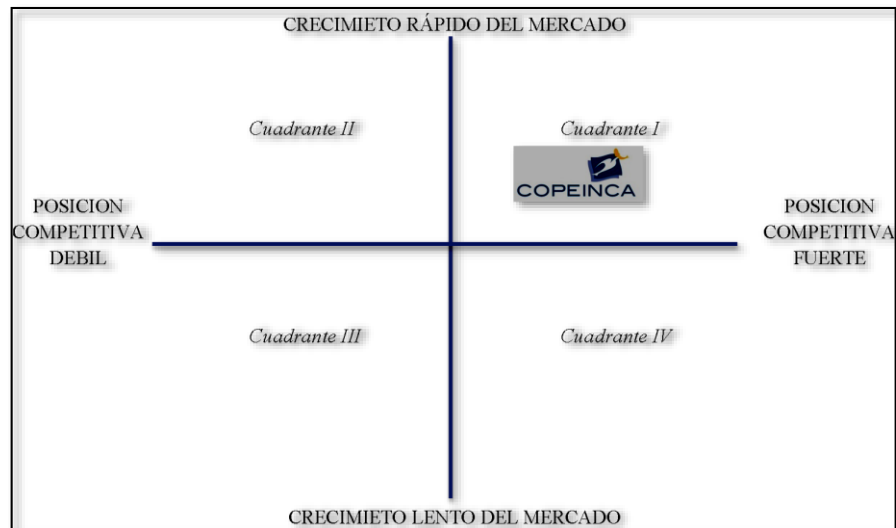 CRECIMIETO RÁPIDO DEL MERCADO
Cuadrante II
Cuadrante I
COPEINCA
POSICION
COMPETITIVA
DEBIL
POSICION
COMPETITIVA
FUERTE
Cuadrante III
Cuadrante IV
CRECIMIETO LENTO DEL MERCADO